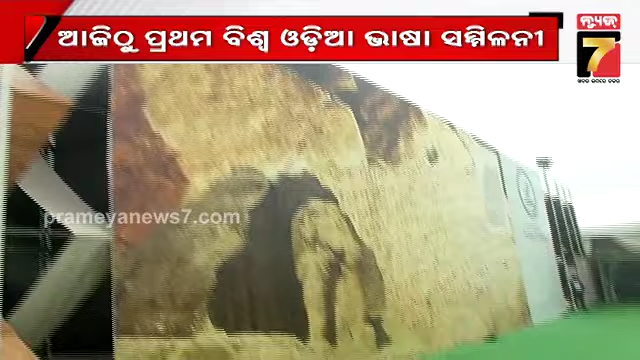 ଆଜିଠୁ ପ୍ରଥମ ବିଶ୍ୱ ଓଡ଼ିଆ ଭାଷା ସମ୍ମିଳନୀ
ନ୍ୟୁଜ୍
7
prameyanews7.com